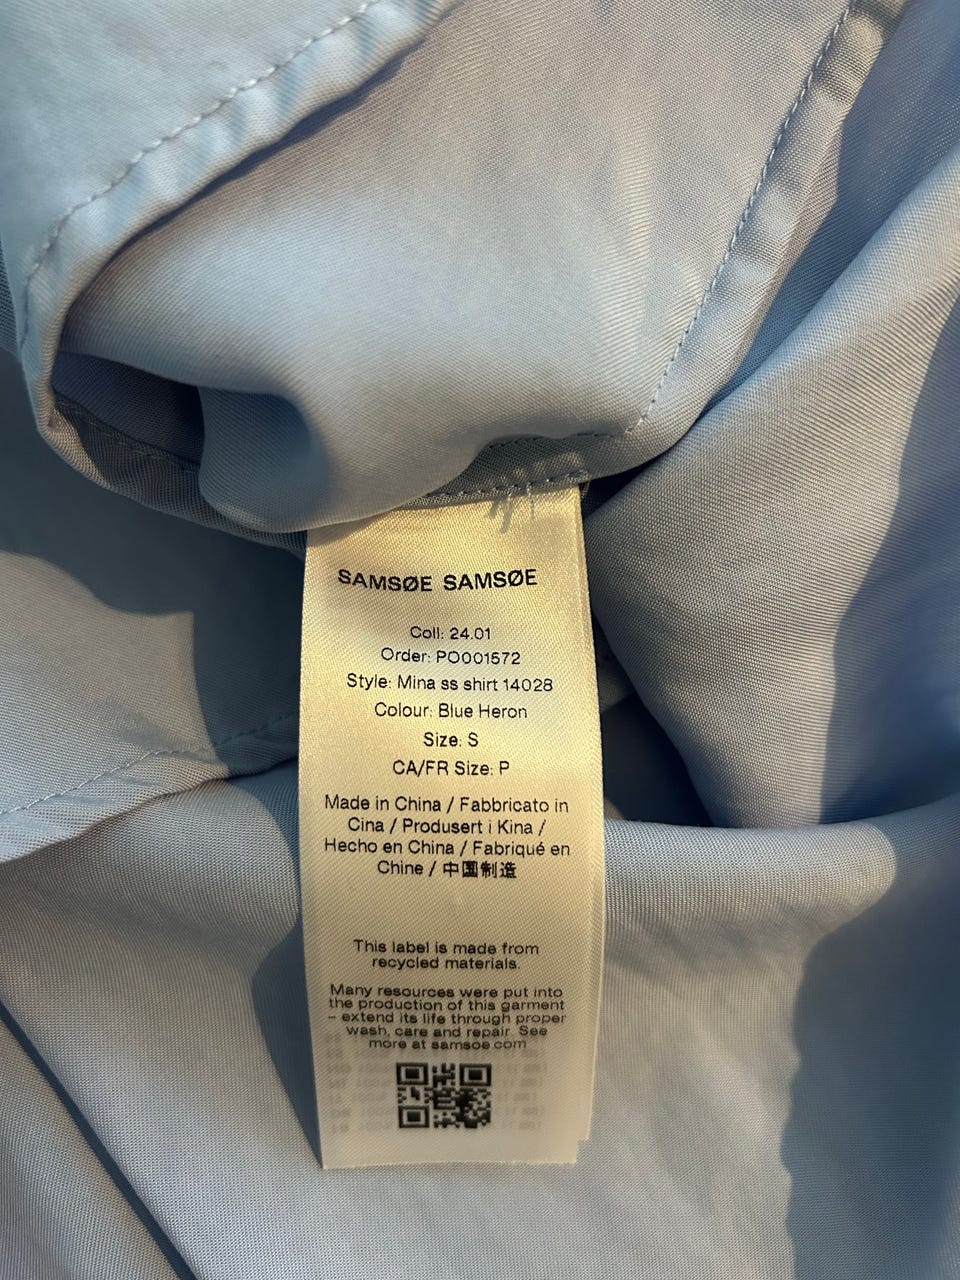 SAMSØE SAMSØE
Coll: 24.01
Order: PO001572
Style: Mina ss shirt 14028
Colour: Blue Heron
Size: S
CA/FR Size: P
Made in China / Fabbricato in
Cina / Produsert i Kina /
Hecho en China / Fabriqué en
Chine / 中国制造
This label is made from
recycled materials.
Many resources were put into
the production of this garment
– extend its life through proper
wash, care and repair. See
more at samsoe.com